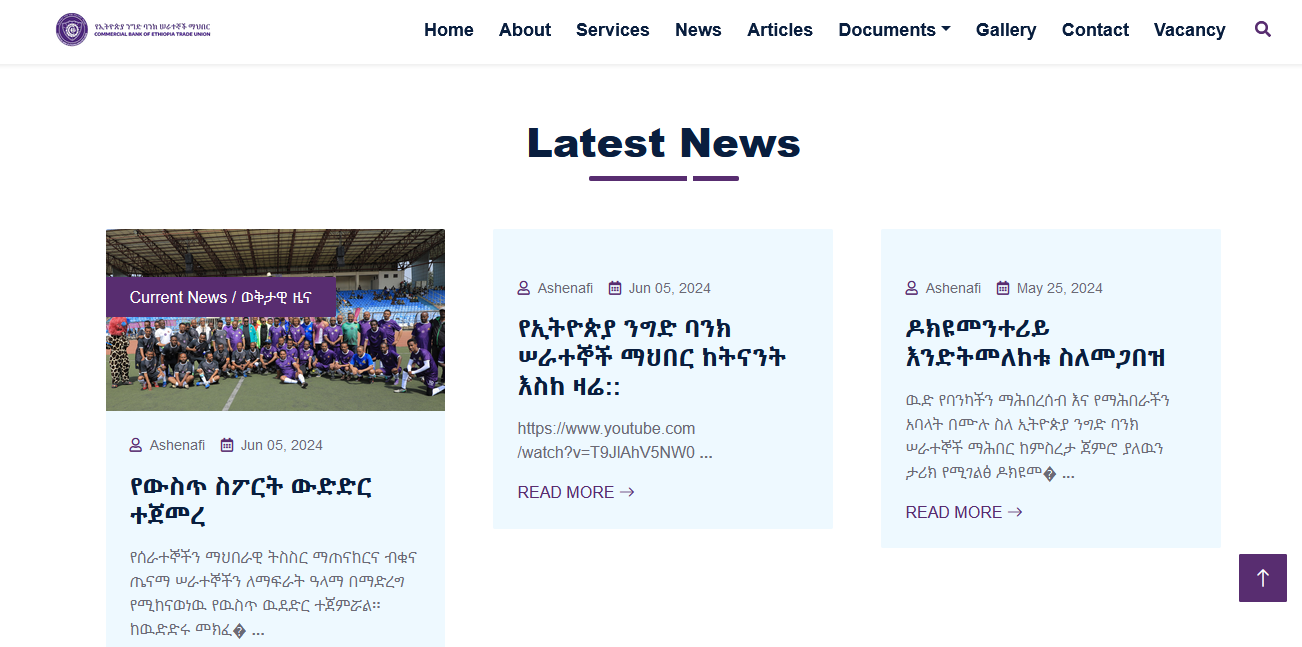 የኢትዮጵያ ንግድ ባንክ ሠራተኞች ማህበር
COMMERCIAL BANK OF ETHIOPIA TRADE UNION
Home About Services News Articles Documents Gallery Contact Vacancy
Latest News
Current News / ወቅታዊ ዜና
Ashenafi Jun 05, 2024
የውስጥ ስፖርት ውድድር
ተጀመረ
የሰራተኞችን ማህበራዊ ትስስር ማጠናከርና ብቁና
ጤናማ ሠራተኞችን ለማፍራት ዓላማ በማድረግ
የሚከናወነዉ የዉስጥ ዉደድር ተጀምሯል፡፡
ከዉድድሩ መክፈ� ...
Ashenafi Jun 05, 2024
የኢትዮጵያ ንግድ ባንክ
ሠራተኞች ማህበር ከትናንት
እስከ ዛሬ::
https://www.youtube.com
/watch?v=T9JlAhV5NW0 ...
READ MORE →
Ashenafi May 25, 2024
ዶክዩመንተሪይ
እንድትመለከቱ ስለመጋበዝ
ዉድ የባንካችን ማሕበረሰብ እና የማሕበራችን
አባላት በሙሉ ስለ ኢትዮጵያ ንግድ ባንክ
ሠራተኞች ማሕበር ከምስረታ ጀምሮ ያለዉን
ታሪክ የሚገልፅ ዶክዩመ� ...
READ MORE →